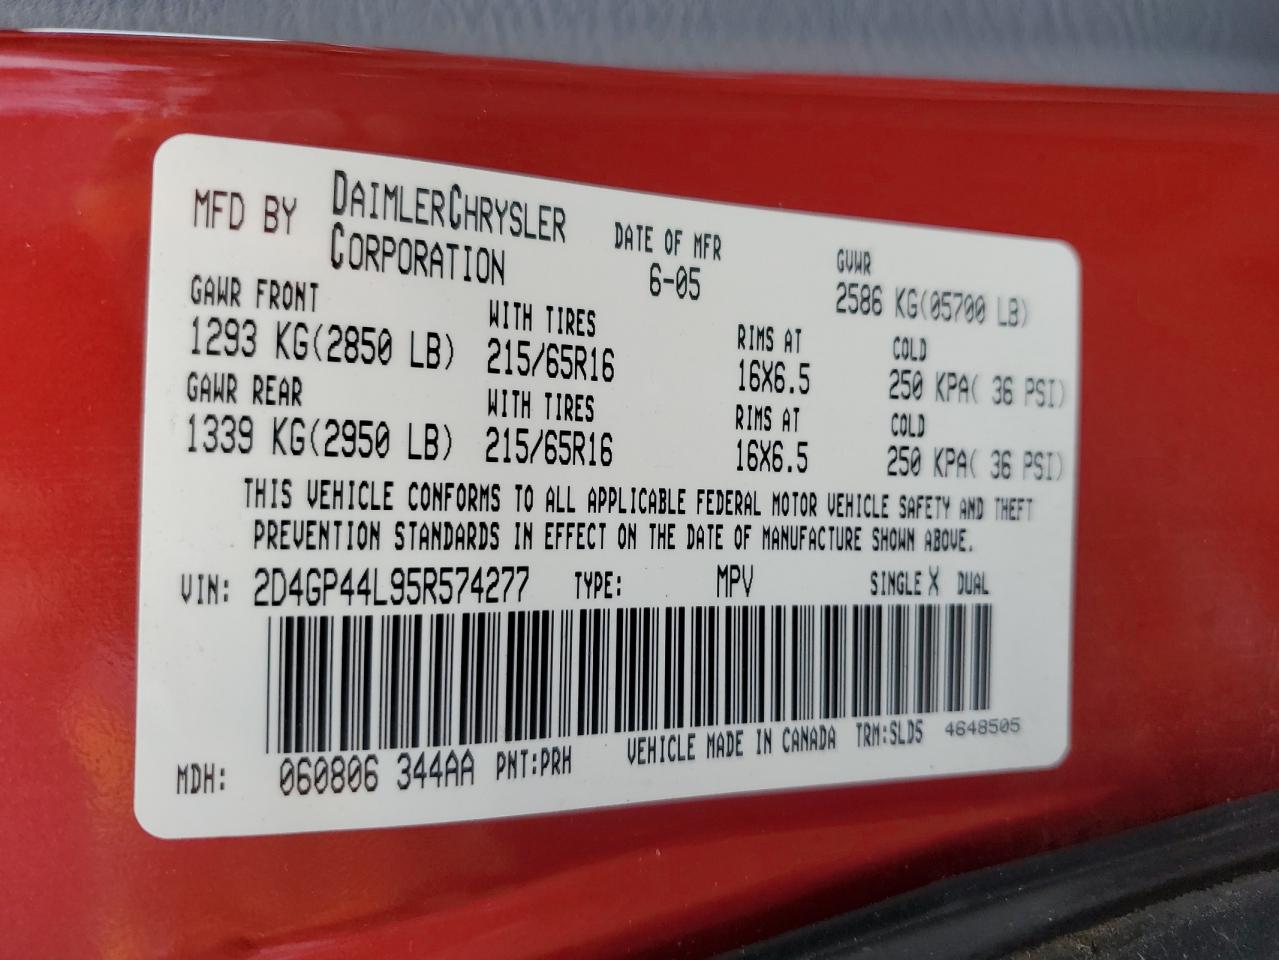 MFD BY DAIMLERCHRYSLER CORPORATION DATE OF MFR 6-05 GVWR 2586 KG(05700 LB)
GAWR FRONT WITH TIRES RIMS AT COLD
1293 KG(2850 LB) 215/65R16 16X6.5 250 KPA( 36 PSI)
GAWR REAR WITH TIRES RIMS AT COLD
1339 KG(2950 LB) 215/65R16 16X6.5 250 KPA( 36 PSI)
THIS VEHICLE CONFORMS TO ALL APPLICABLE FEDERAL MOTOR VEHICLE SAFETY AND THEFT
PREVENTION STANDARDS IN EFFECT ON THE DATE OF MANUFACTURE SHOWN ABOVE.
VIN: 2D4GP44L95R574277 TYPE: MPV SINGLE X DUAL
MDH: 060806 344AA PNT:PRH VEHICLE MADE IN CANADA TRM:SLD5 4648505